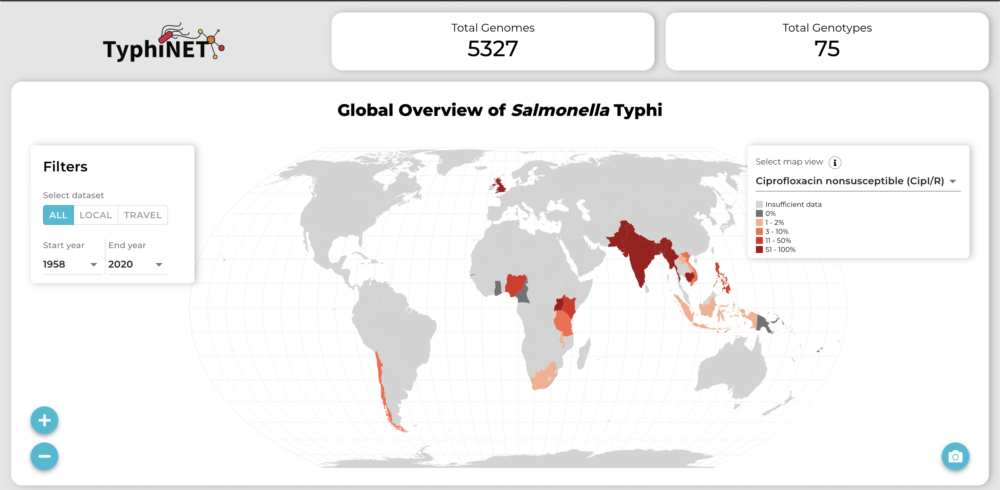 TyphiNET
Total Genomes
5327
Total Genotypes
75
Global Overview of Salmonella Typhi
Filters
Select dataset
ALL
LOCAL
TRAVEL
Start year
End year
1958
2020
Select map view
Ciprofloxacin nonsusceptible (CipI/R)
Insufficient data
0%
1 - 2%
3 - 10%
11 - 50%
51 - 100%